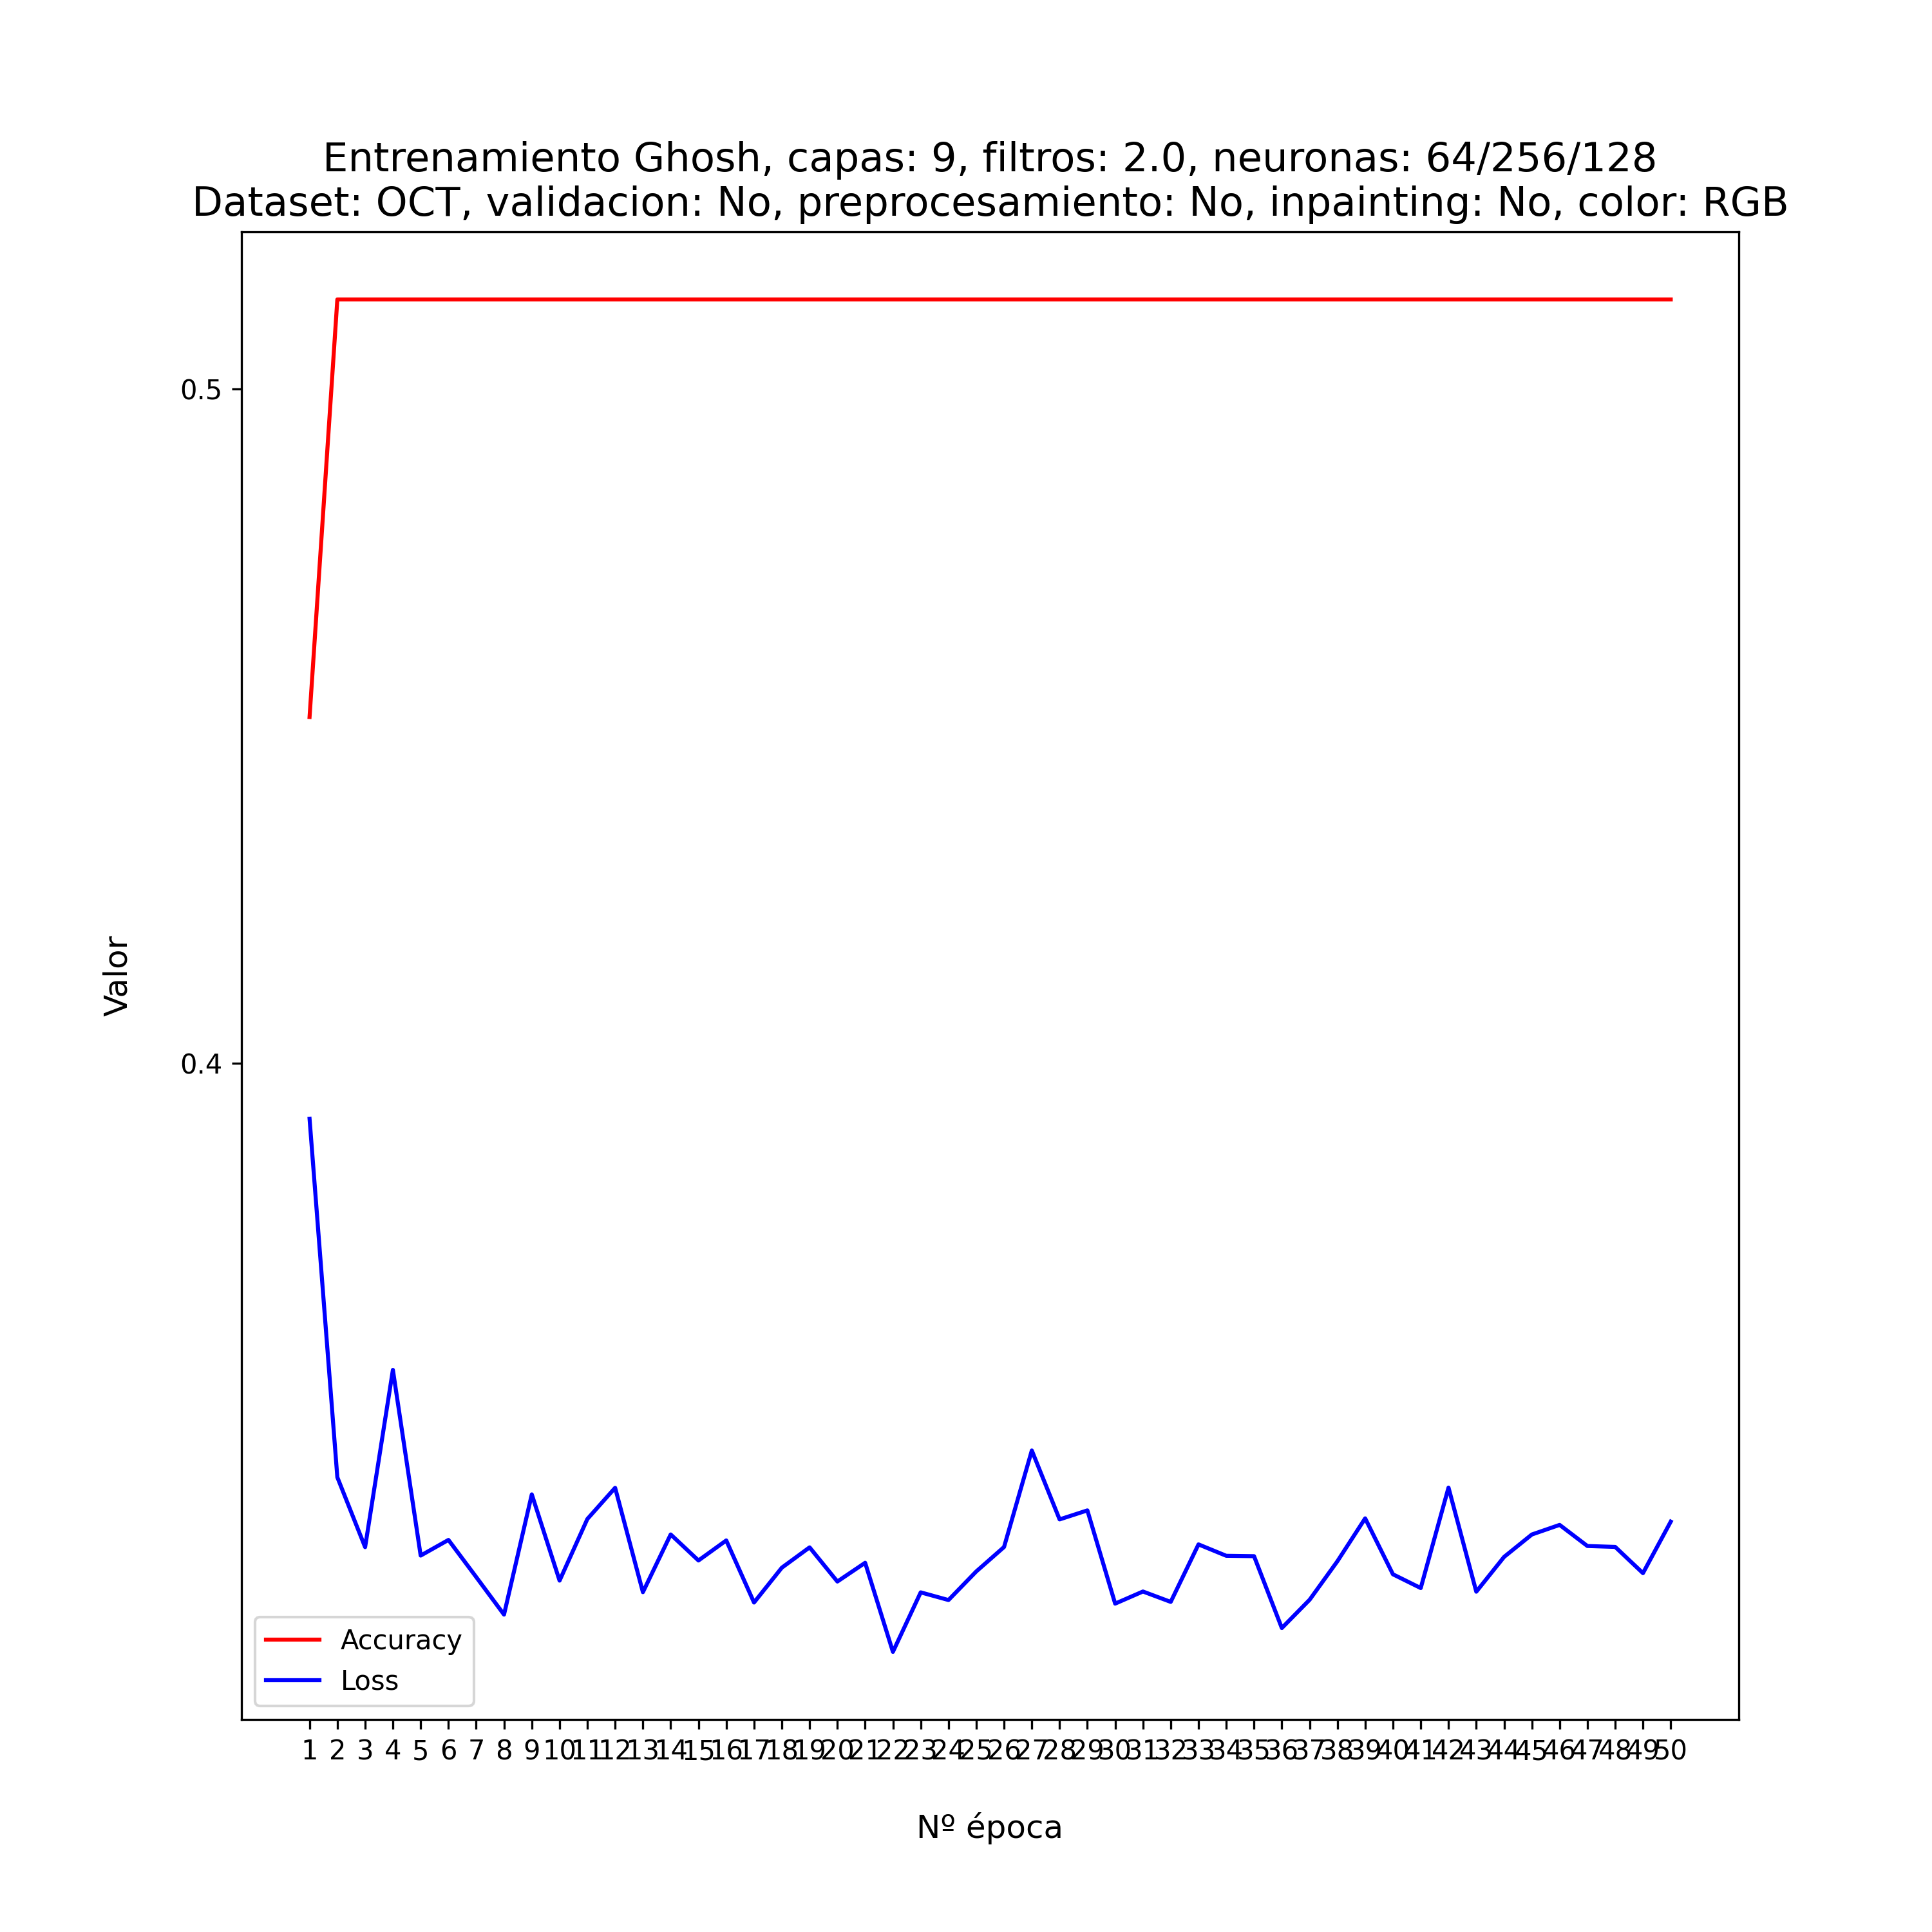 Entrenamiento Ghosh, capas: 9, filtros: 2.0, neuronas: 64/256/128
Dataset: OCT, validacion: No, preprocesamiento: No, inpainting: No, color: RGB
0.5
Valor
0.4
Accuracy
Loss
1 2 3 4 5 6 7 8 9 10 11 12 13 14 15 16 17 18 19 20 21 22 23 24 25 26 27 28 29 30 31 32 33 34 35 36 37 38 39 40 41 42 43 44 45 46 47 48 49 50
Nº época